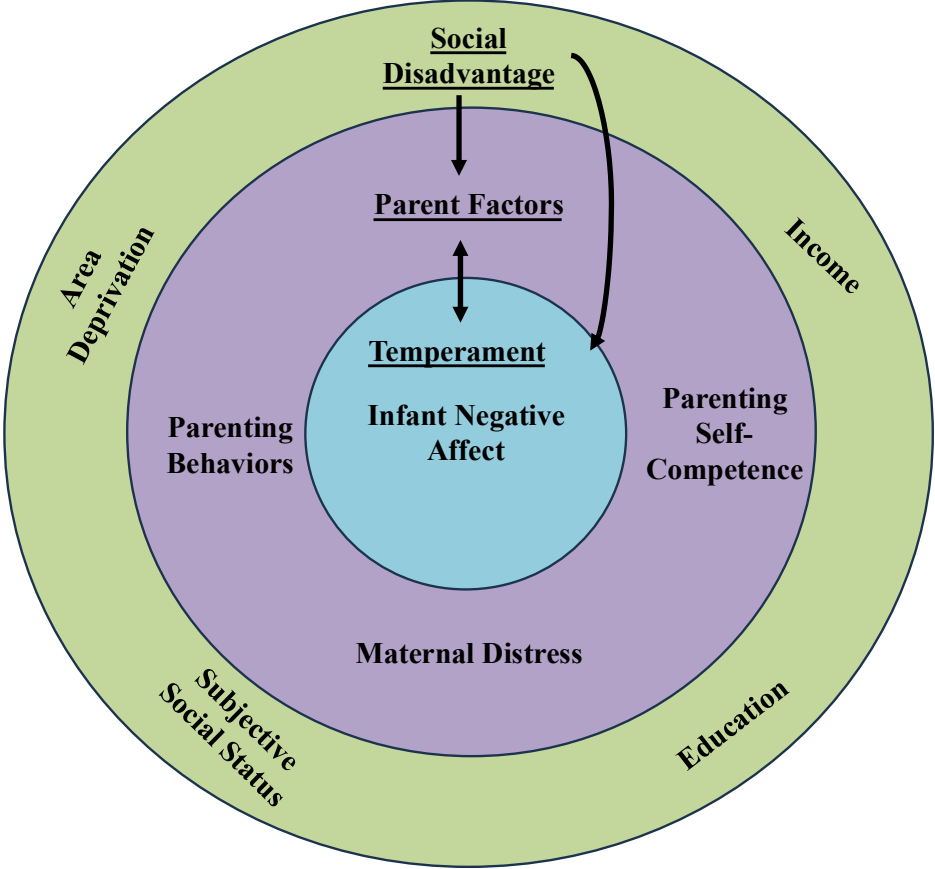 Social
Disadvantage
Parent Factors
Area
Deprivation
Income
Temperament
Infant Negative
Affect
Parenting
Behaviors
Parenting
Self-
Competence
Maternal Distress
Subjective
Social Status
Education